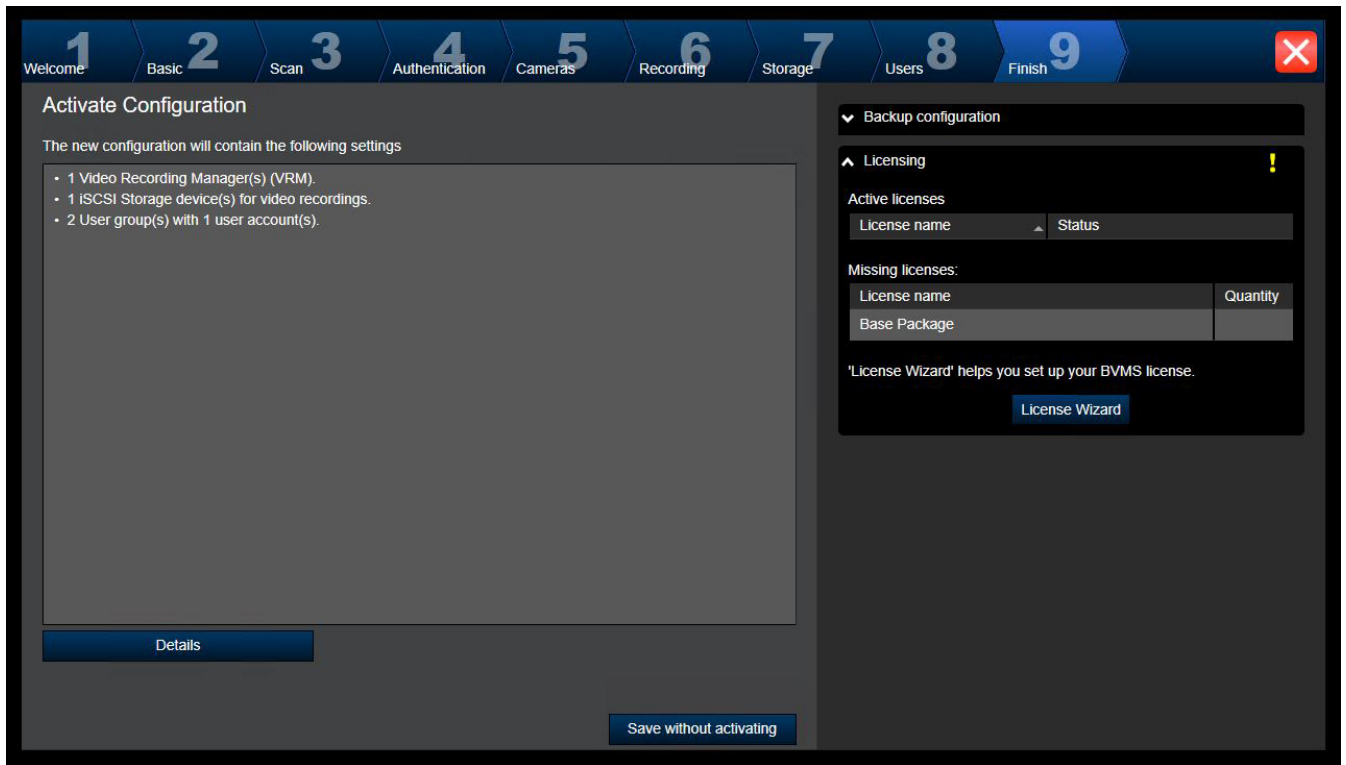 1 Welcome
2 Basic
3 Scan
4 Authentication
5 Cameras
6 Recording
7 Storage
8 Users
9 Finish
Activate Configuration
The new configuration will contain the following settings
• 1 Video Recording Manager(s) (VRM).
• 1 iSCSI Storage device(s) for video recordings.
• 2 User group(s) with 1 user account(s).
Details
Save without activating
Backup configuration
Licensing !
Active licenses
License name Status
Missing licenses:
License name Quantity
Base Package
'License Wizard' helps you set up your BVMS license.
License Wizard